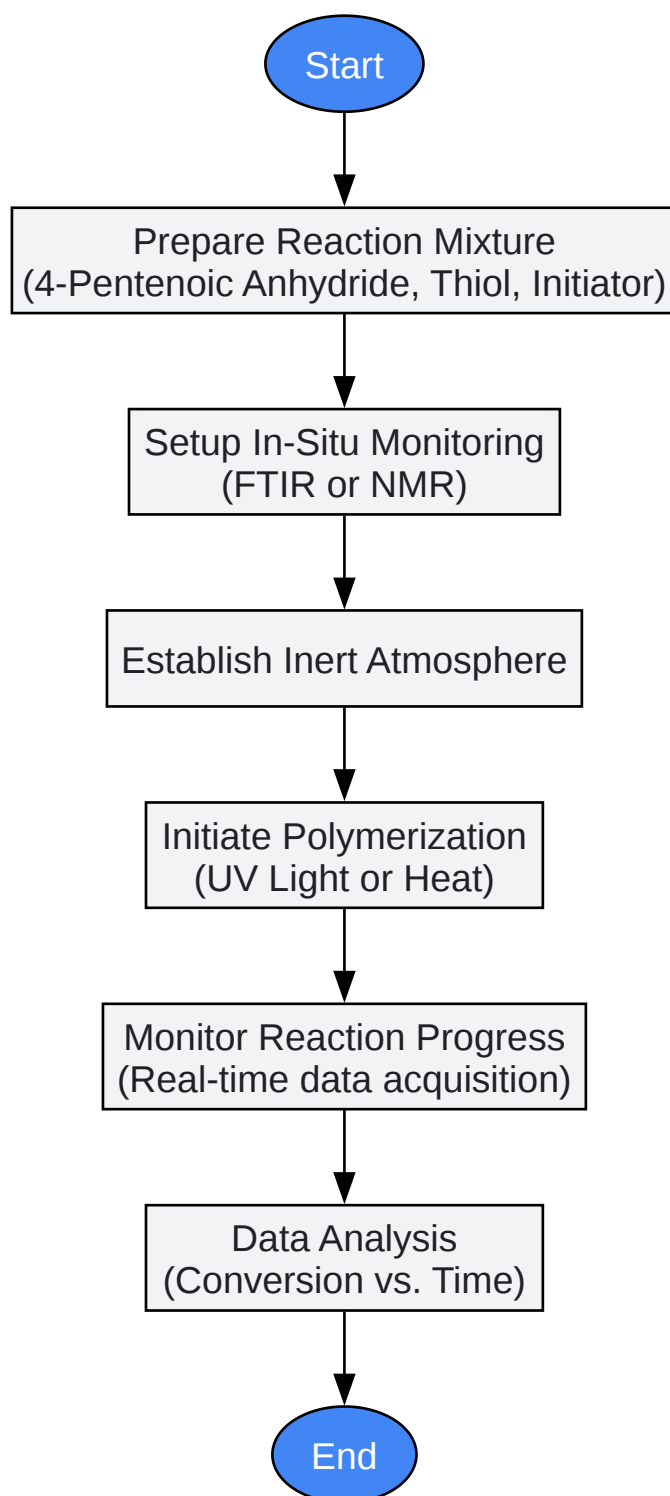 Start
Prepare Reaction Mixture
(4-Pentenoic Anhydride, Thiol, Initiator)
Setup In-Situ Monitoring
(FTIR or NMR)
Establish Inert Atmosphere
Initiate Polymerization
(UV Light or Heat)
Monitor Reaction Progress
(Real-time data acquisition)
Data Analysis
(Conversion vs. Time)
End